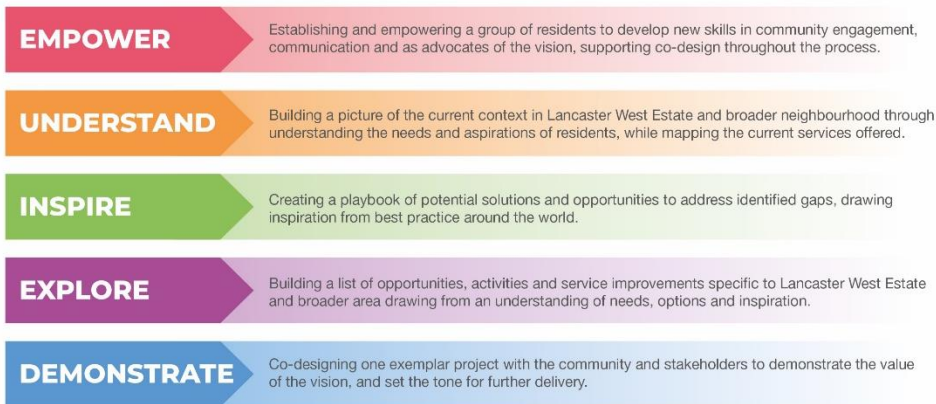 EMPOWER
Establishing and empowering a group of residents to develop new skills in community engagement,
communication and as advocates of the vision, supporting co-design throughout the process.
UNDERSTAND
Building a picture of the current context in Lancaster West Estate and broader neighbourhood through
understanding the needs and aspirations of residents, while mapping the current services offered.
INSPIRE
Creating a playbook of potential solutions and opportunities to address identified gaps, drawing
inspiration from best practice around the world.
EXPLORE
Building a list of opportunities, activities and service improvements specific to Lancaster West Estate
and broader area drawing from an understanding of needs, options and inspiration.
DEMONSTRATE
Co-designing one exemplar project with the community and stakeholders to demonstrate the value
of the vision, and set the tone for further delivery.